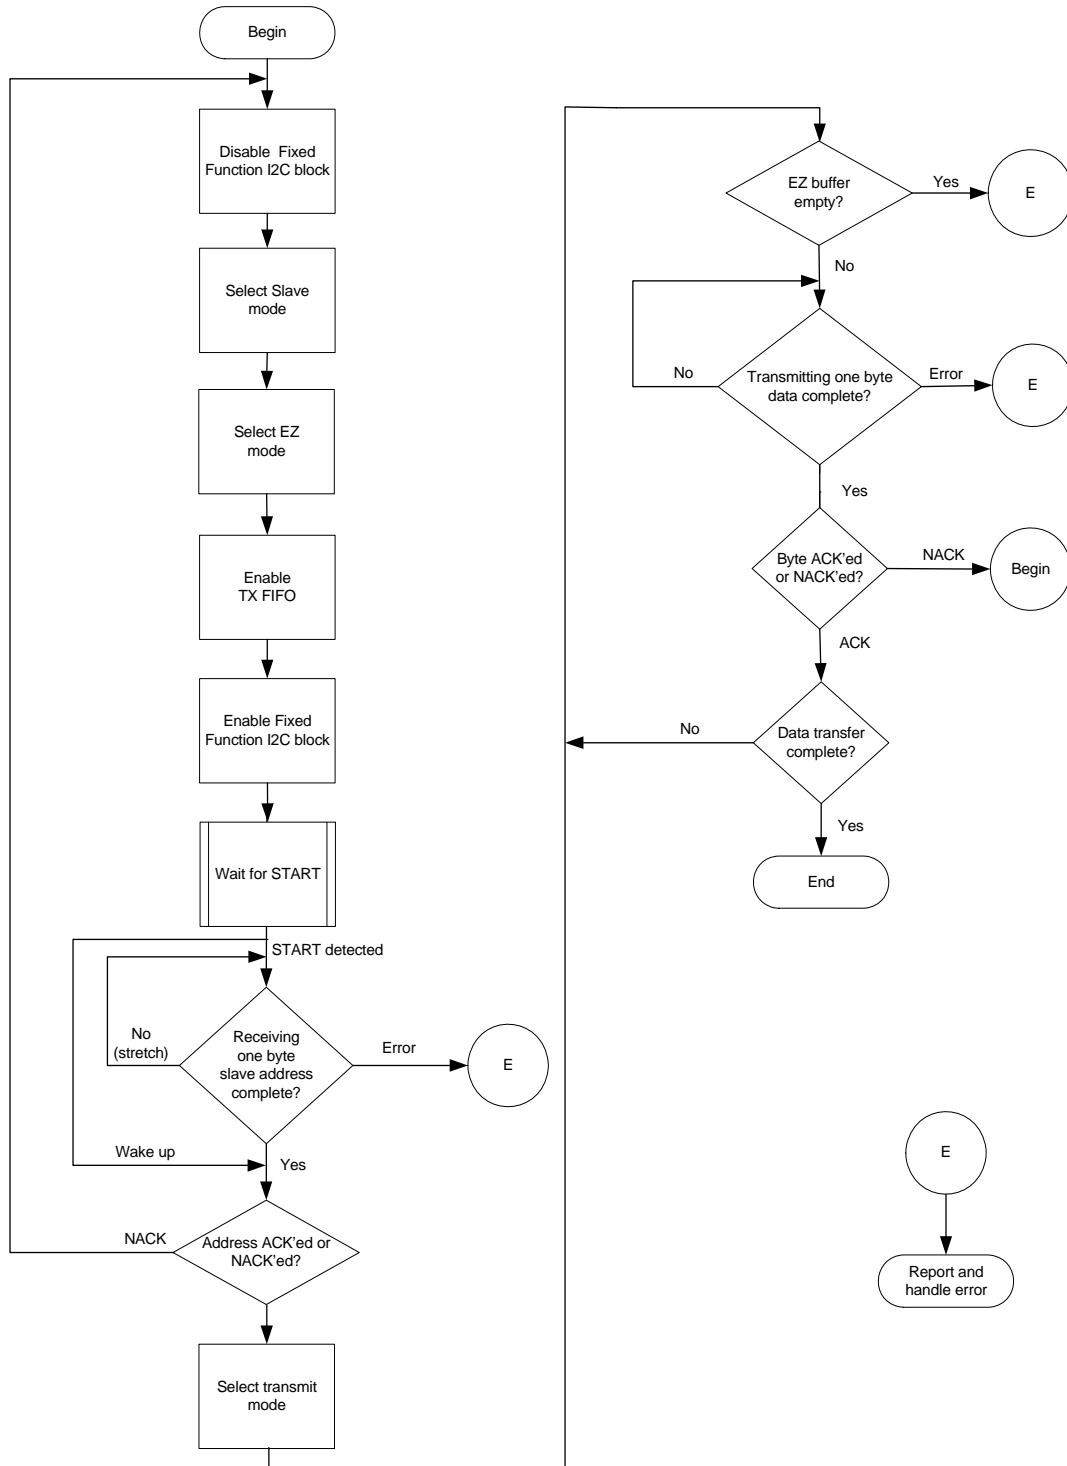 Begin
Disable Fixed
Function I2C block
Select Slave
mode
Select EZ
mode
Enable
TX FIFO
Enable Fixed
Function I2C block
Wait for START
START detected
No
(stretch)
Receiving
one byte
slave address
complete?
Error
E
Wake up
Yes
NACK
Address ACK'ed or
NACK'ed?
Select transmit
mode
EZ buffer
empty?
Yes
E
No
No
Transmitting one byte
data complete?
Error
E
Yes
Byte ACK'ed
or NACK'ed?
NACK
Begin
ACK
No
Data transfer
complete?
Yes
End
E
Report and
handle error